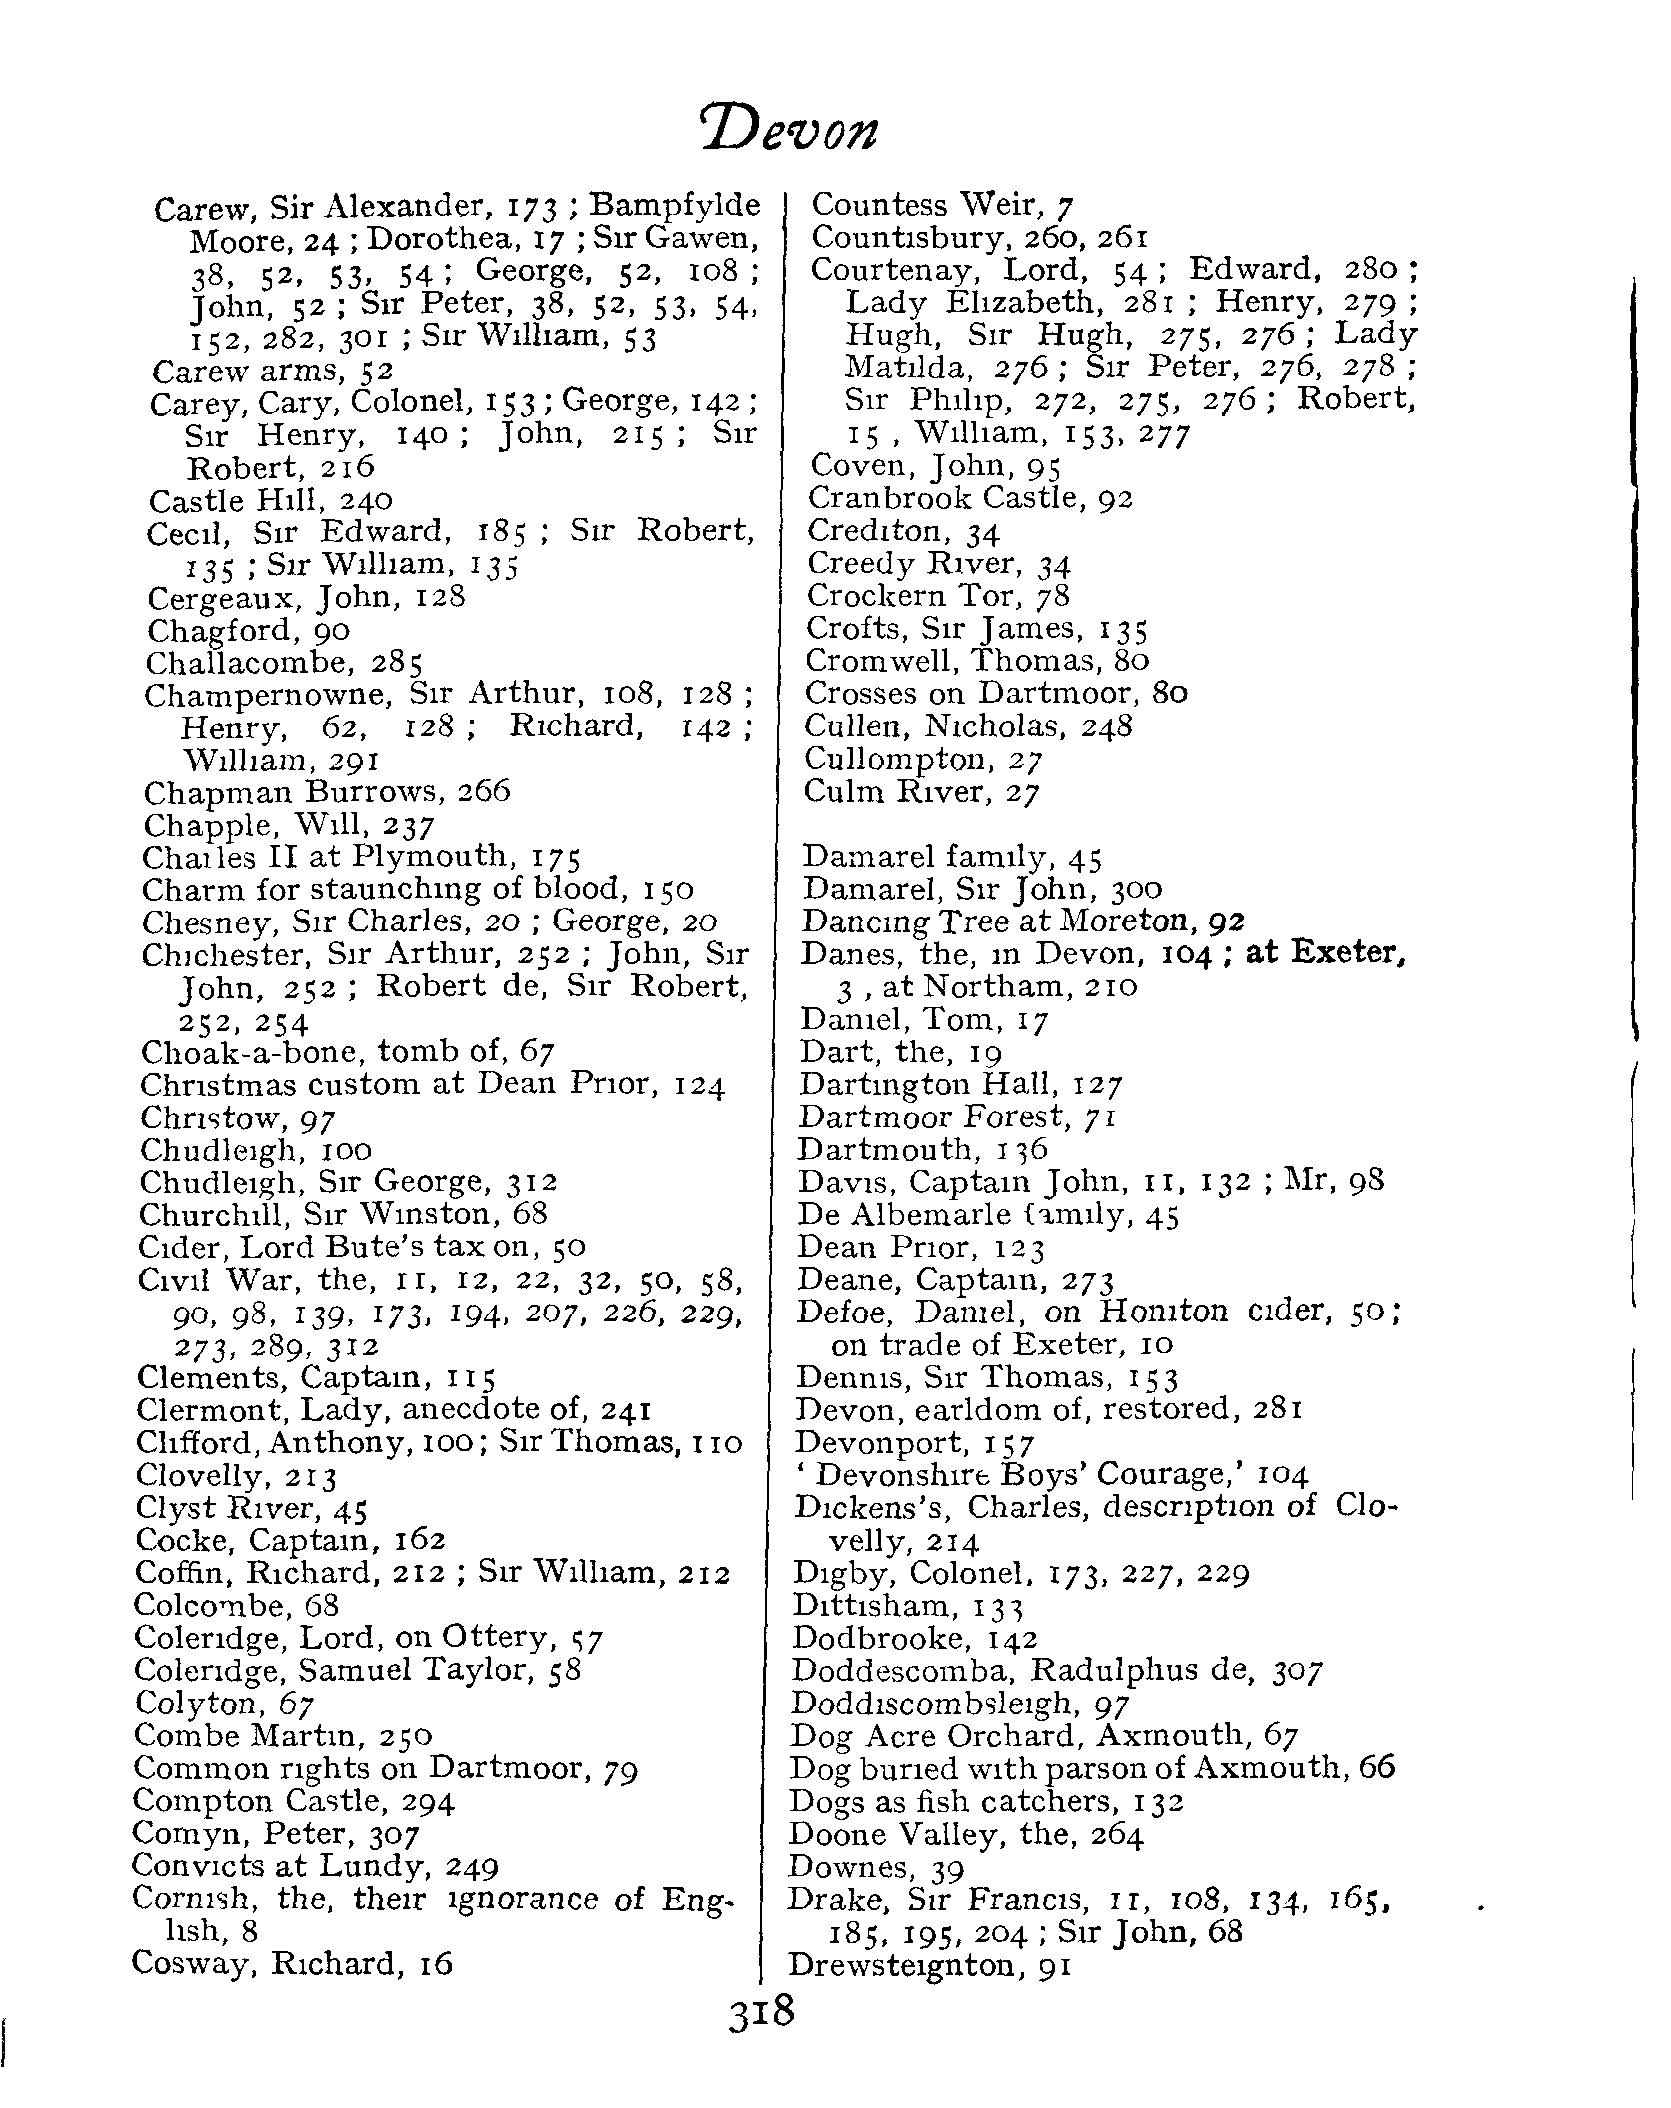 Devon
Carew, Sir Alexander, 173 ; Bampfylde
Moore, 24 ; Dorothea, 17 ; Sir Gawen,
38, 52, 53, 54 ; George, 52, 108 ;
John, 52 ; Sir Peter, 38, 52, 53, 54,
152, 282, 301 ; Sir William, 53
Carew arms, 52
Carey, Cary, Colonel, 153 ; George, 142 ;
Sir Henry, 140 ; John, 215 ; Sir
Robert, 216
Castle Hill, 240
Cecil, Sir Edward, 185 ; Sir Robert,
135 ; Sir William, 135
Cergeaux, John, 128
Chagford, 90
Challacombe, 285
Champernowne, Sir Arthur, 108, 128 ;
Henry, 62, 128 ; Richard, 142 ;
William, 291
Chapman Burrows, 266
Chapple, Will, 237
Charles II at Plymouth, 175
Charm for staunching of blood, 150
Chesney, Sir Charles, 20 ; George, 20
Chichester, Sir Arthur, 252 ; John, Sir
John, 252 ; Robert de, Sir Robert,
252, 254
Choak-a-bone, tomb of, 67
Christmas custom at Dean Prior, 124
Christow, 97
Chudleigh, 100
Chudleigh, Sir George, 312
Churchill, Sir Winston, 68
Cider, Lord Bute's tax on, 50
Civil War, the, 11, 12, 22, 32, 50, 58,
90, 98, 139, 173, 194, 207, 226, 229,
273, 289, 312
Clements, Captain, 115
Clermont, Lady, anecdote of, 241
Clifford, Anthony, 100 ; Sir Thomas, 110
Clovelly, 213
Clyst River, 45
Cocke, Captain, 162
Coffin, Richard, 212 ; Sir William, 212
Colcombe, 68
Coleridge, Lord, on Ottery, 57
Coleridge, Samuel Taylor, 58
Colyton, 67
Combe Martin, 250
Common rights on Dartmoor, 79
Compton Castle, 294
Comyn, Peter, 307
Convicts at Lundy, 249
Cornish, the, their ignorance of Eng-
lish, 8
Cosway, Richard, 16
Countess Weir, 7
Countisbury, 260, 261
Courtenay, Lord, 54 ; Edward, 280 ;
Lady Elizabeth, 281 ; Henry, 279 ;
Hugh, Sir Hugh, 275, 276 ; Lady
Matilda, 276 ; Sir Peter, 276, 278 ;
Sir Philip, 272, 275, 276 ; Robert,
15 , William, 153, 277
Coven, John, 95
Cranbrook Castle, 92
Crediton, 34
Creedy River, 34
Crockern Tor, 78
Crofts, Sir James, 135
Cromwell, Thomas, 80
Crosses on Dartmoor, 80
Cullen, Nicholas, 248
Cullompton, 27
Culm River, 27
Damarel family, 45
Damarel, Sir John, 300
Dancing Tree at Moreton, 92
Danes, the, in Devon, 104 ; at Exeter,
3 , at Northam, 210
Daniel, Tom, 17
Dart, the, 19
Dartington Hall, 127
Dartmoor Forest, 71
Dartmouth, 136
Davis, Captain John, 11, 132 ; Mr, 98
De Albemarle family, 45
Dean Prior, 123
Deane, Captain, 273
Defoe, Daniel, on Honiton cider, 50 ;
on trade of Exeter, 10
Dennis, Sir Thomas, 153
Devon, earldom of, restored, 281
Devonport, 157
‘ Devonshire Boys’ Courage,’ 104
Dickens's, Charles, description of Clo-
velly, 214
Digby, Colonel, 173, 227, 229
Dittisham, 133
Dodbrooke, 142
Doddescomba, Radulphus de, 307
Doddiscombsleigh, 97
Dog Acre Orchard, Axmouth, 67
Dog buried with parson of Axmouth, 66
Dogs as fish catchers, 132
Doone Valley, the, 264
Downes, 39
Drake, Sir Francis, 11, 108, 134, 165,
185, 195, 204 ; Sir John, 68
Drewsteignton, 91
318